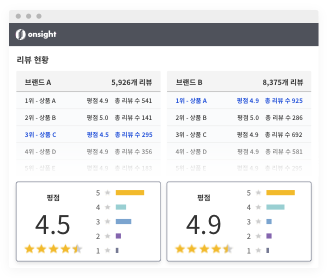 onsight
리뷰 현황
브랜드 A 5,926개 리뷰
1위 - 상품 A 평점 4.9 총 리뷰 수 541
2위 - 상품 B 평점 5.0 총 리뷰 수 141
3위 - 상품 C 평점 4.5 총 리뷰 수 295
4위 - 상품 D 평점 4.9 총 리뷰 수 356
브랜드 B 8,375개 리뷰
1위 - 상품 A 평점 4.9 총 리뷰 수 925
2위 - 상품 B 평점 5.0 총 리뷰 수 286
3위 - 상품 C 평점 4.9 총 리뷰 수 692
4위 - 상품 D 평점 4.9 총 리뷰 수 581
평점
4.5
5
4
3
2
1
평점
4.9
5
4
3
2
1